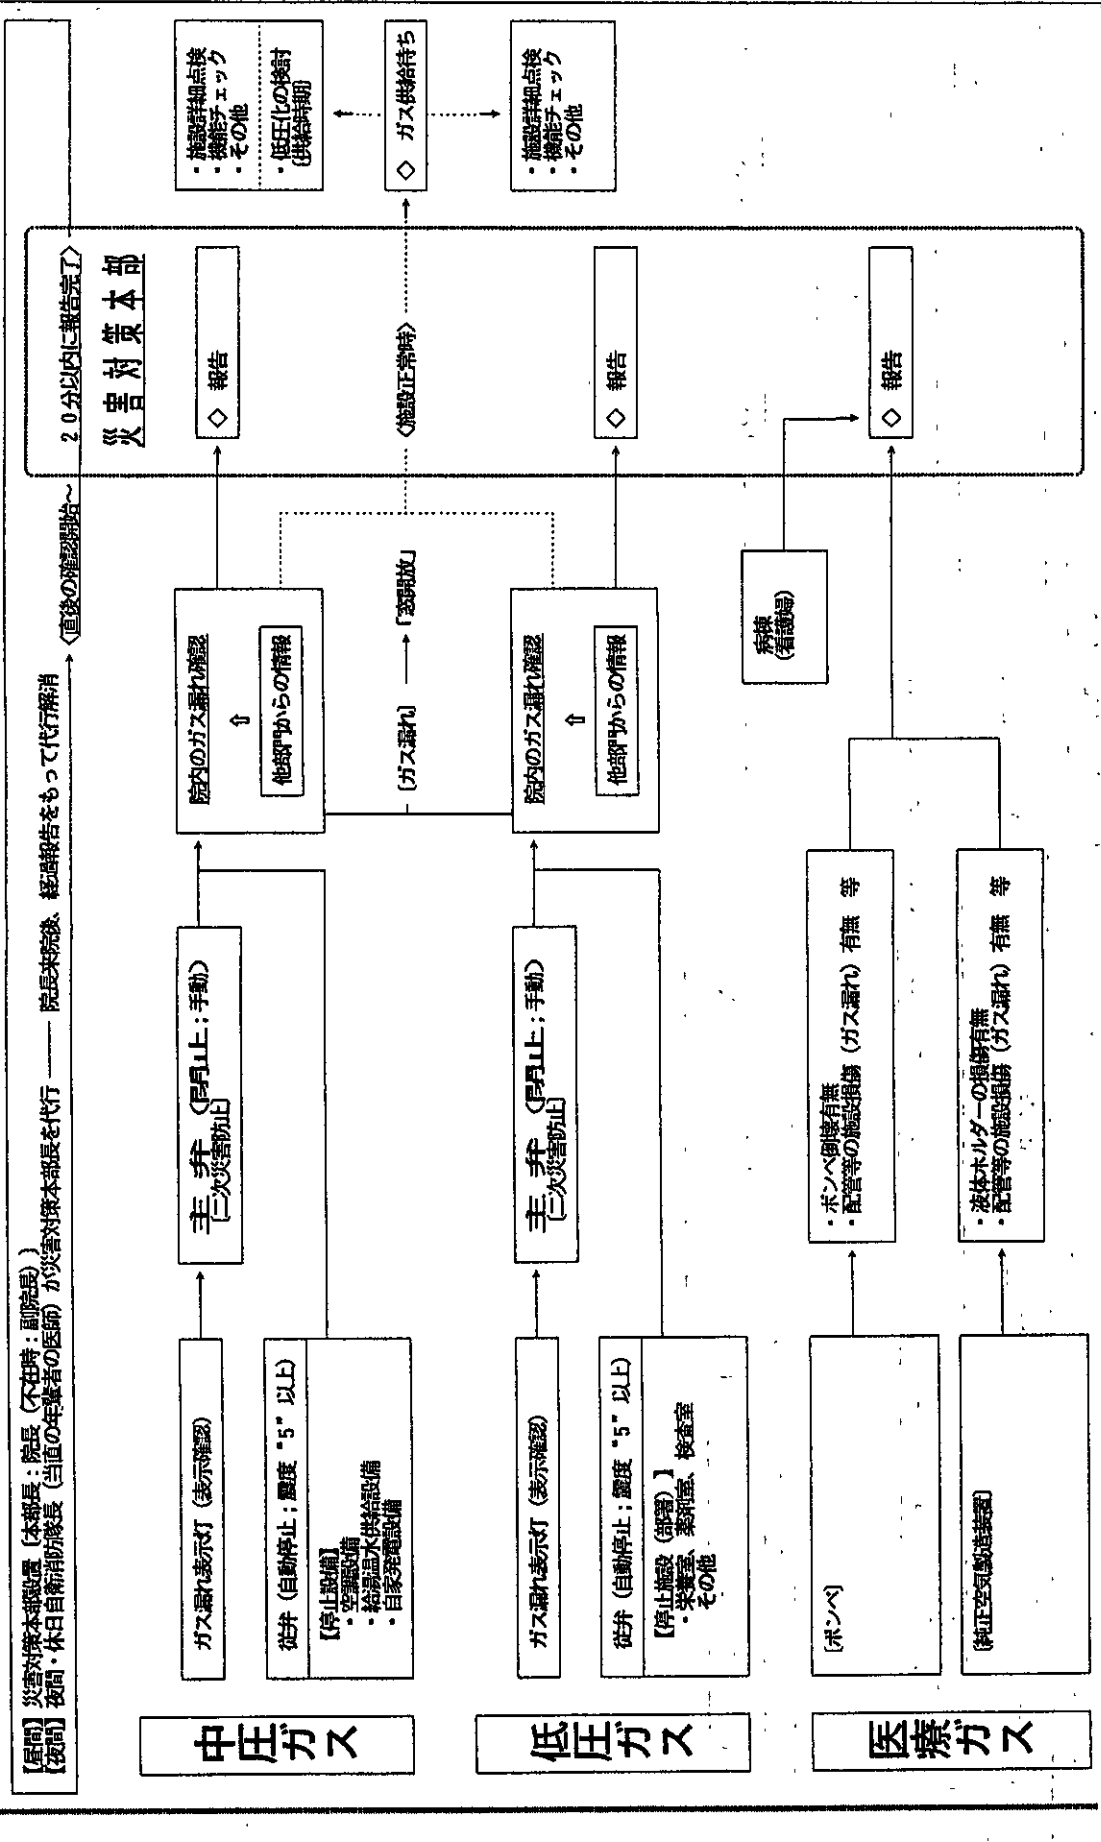 【昼間】災害対策本部設置〔本部長：院長（不在時：副院長）〕
【夜間】夜間・休日自衛消防隊長（当直の年輩者の医師）が災害対策本部長を代行 ―― 院長来院後、経過報告をもって代行解消
〈直後の確認開始～
２０分以内に報告完了〉
災害対策本部
中圧ガス
ガス漏れ表示灯（表示確認）
従弁（自動停止；震度“５”以上）
【停止設備】
・空調設備
・給湯温水供給設備
・自家発電設備
主弁（閉止；手動）
〔二次災害防止〕
院内のガス漏れ確認
⇧
他部門からの情報
◇ 報告
・施設詳細点検
・機能チェック
・その他
・低圧化の検討
〔供給時期〕
〔ガス漏れ〕
「窓開放」
〈施設正常時〉
◇ ガス供給待ち
低圧ガス
ガス漏れ表示灯（表示確認）
従弁（自動停止；震度“５”以上）
【停止施設（部署）】
・栄養室、薬剤室、検査室
その他
主弁（閉止；手動）
〔二次災害防止〕
院内のガス漏れ確認
⇧
他部門からの情報
◇ 報告
・施設詳細点検
・機能チェック
・その他
医療ガス
〔ボンベ〕
・ボンベ倒壊有無
・配管等の施設損傷（ガス漏れ）有無 等
病棟
（看護婦）
◇ 報告
〔純正空気製造装置〕
・液体ホルダーの損傷有無
・配管等の施設損傷（ガス漏れ）有無 等